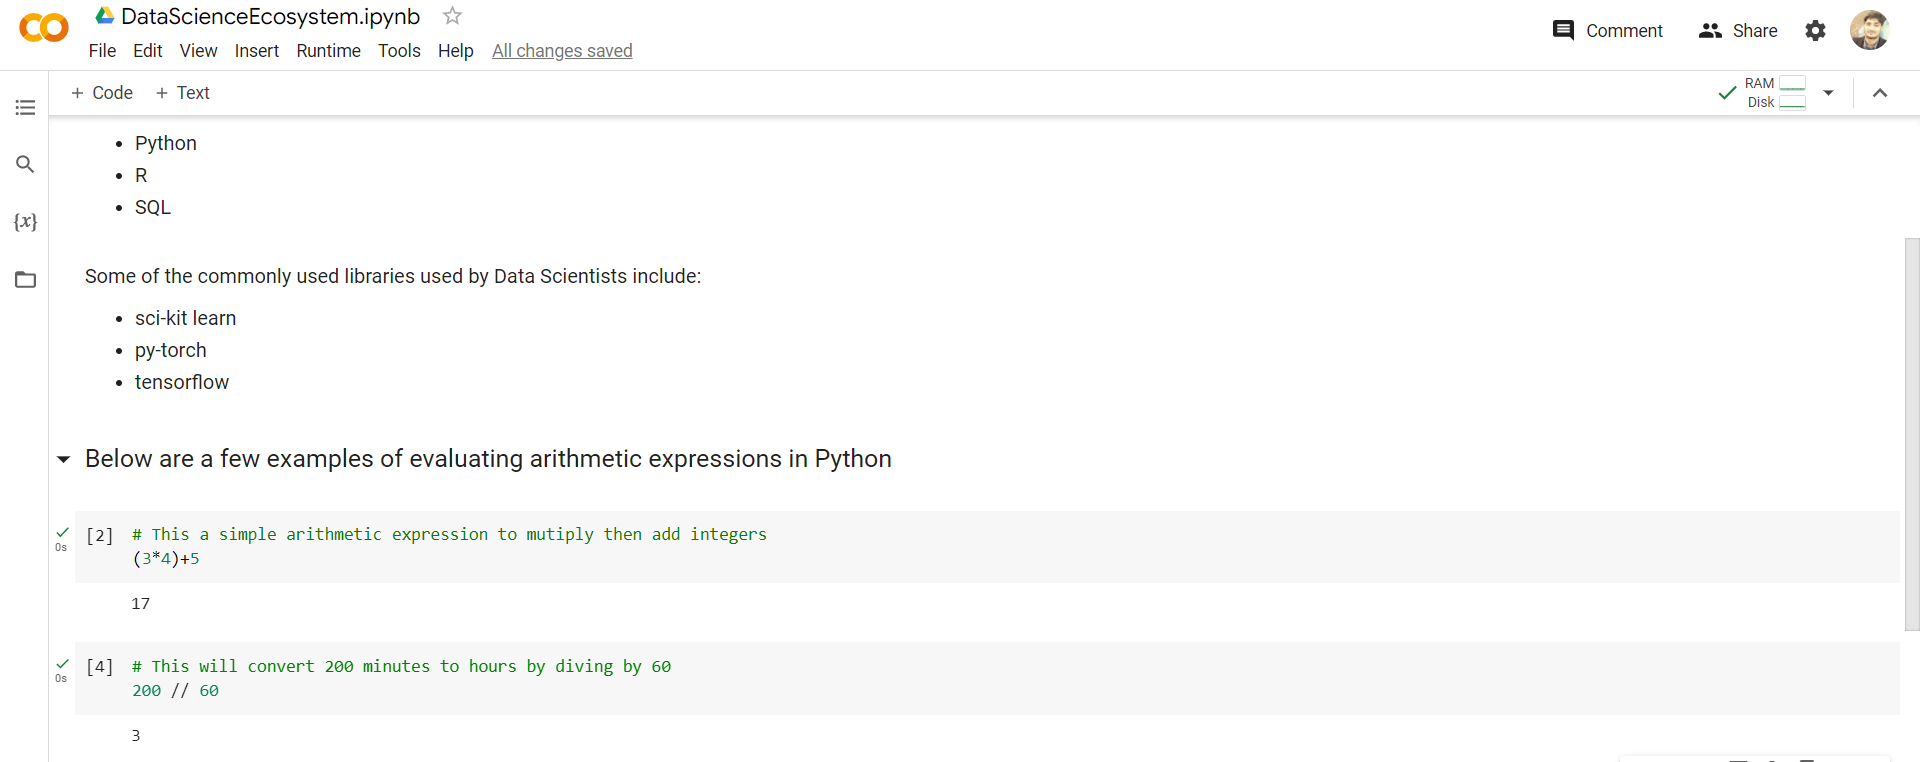 DataScienceEcosystem.ipynb
File Edit View Insert Runtime Tools Help All changes saved
Comment Share
+ Code + Text
RAM
Disk
{x}
• Python
• R
• SQL
Some of the commonly used libraries used by Data Scientists include:
• sci-kit learn
• py-torch
• tensorflow
Below are a few examples of evaluating arithmetic expressions in Python
[2] # This a simple arithmetic expression to mutiply then add integers
0s (3*4)+5
17
[4] # This will convert 200 minutes to hours by diving by 60
0s 200 // 60
3